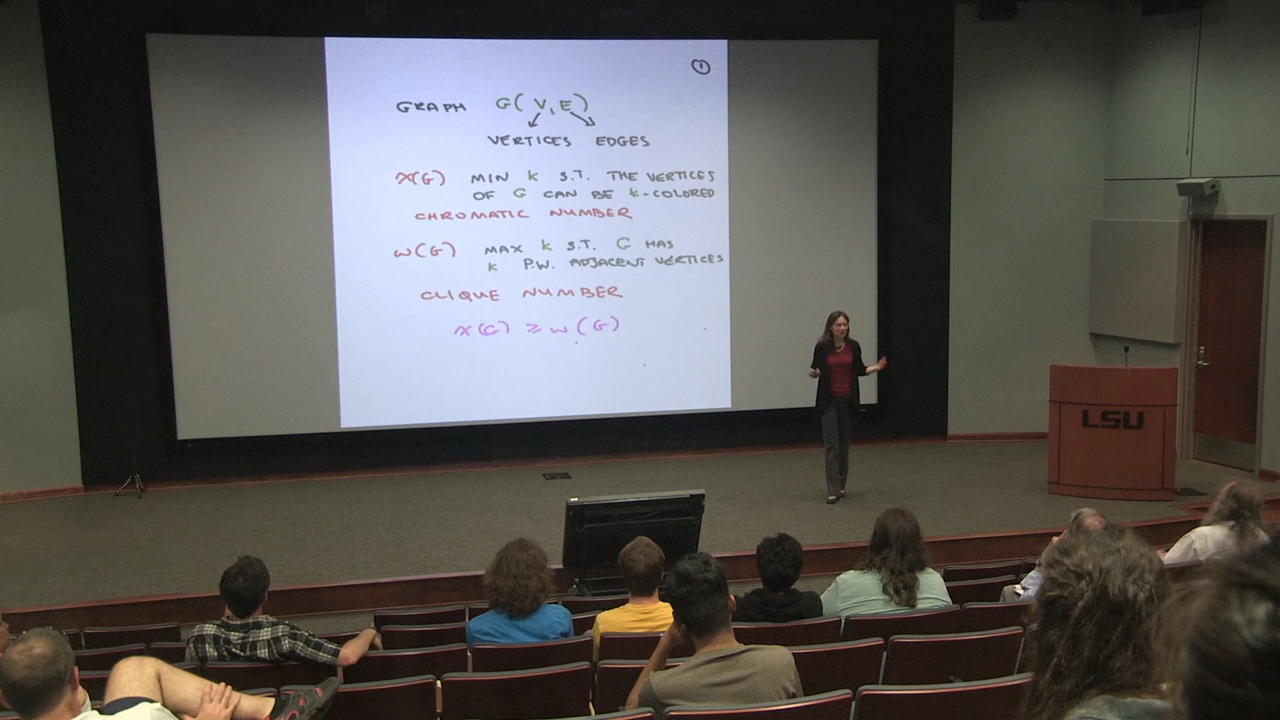 ①
GRAPH G(V,E)
VERTICES EDGES
χ(G) MIN k S.T. THE VERTICES
OF G CAN BE k-COLORED
CHROMATIC NUMBER
ω(G) MAX k S.T. G HAS
k P.W. ADJACENT VERTICES
CLIQUE NUMBER
χ(G) ≥ ω(G)
LSU